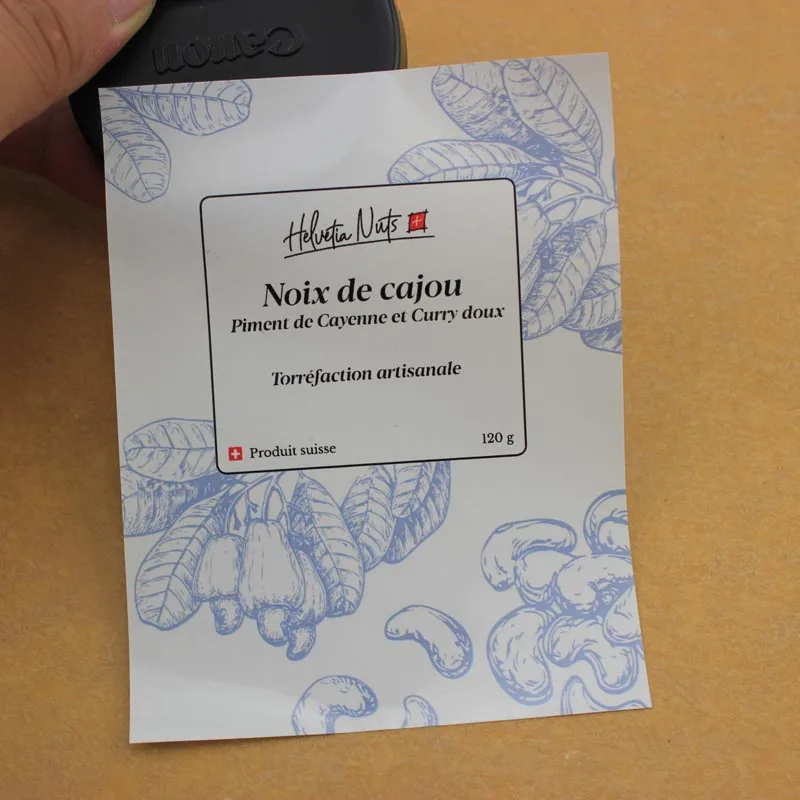 Canon
Helvetia Nuts
Noix de cajou
Piment de Cayenne et Curry doux
Torréfaction artisanale
Produit suisse
120 g